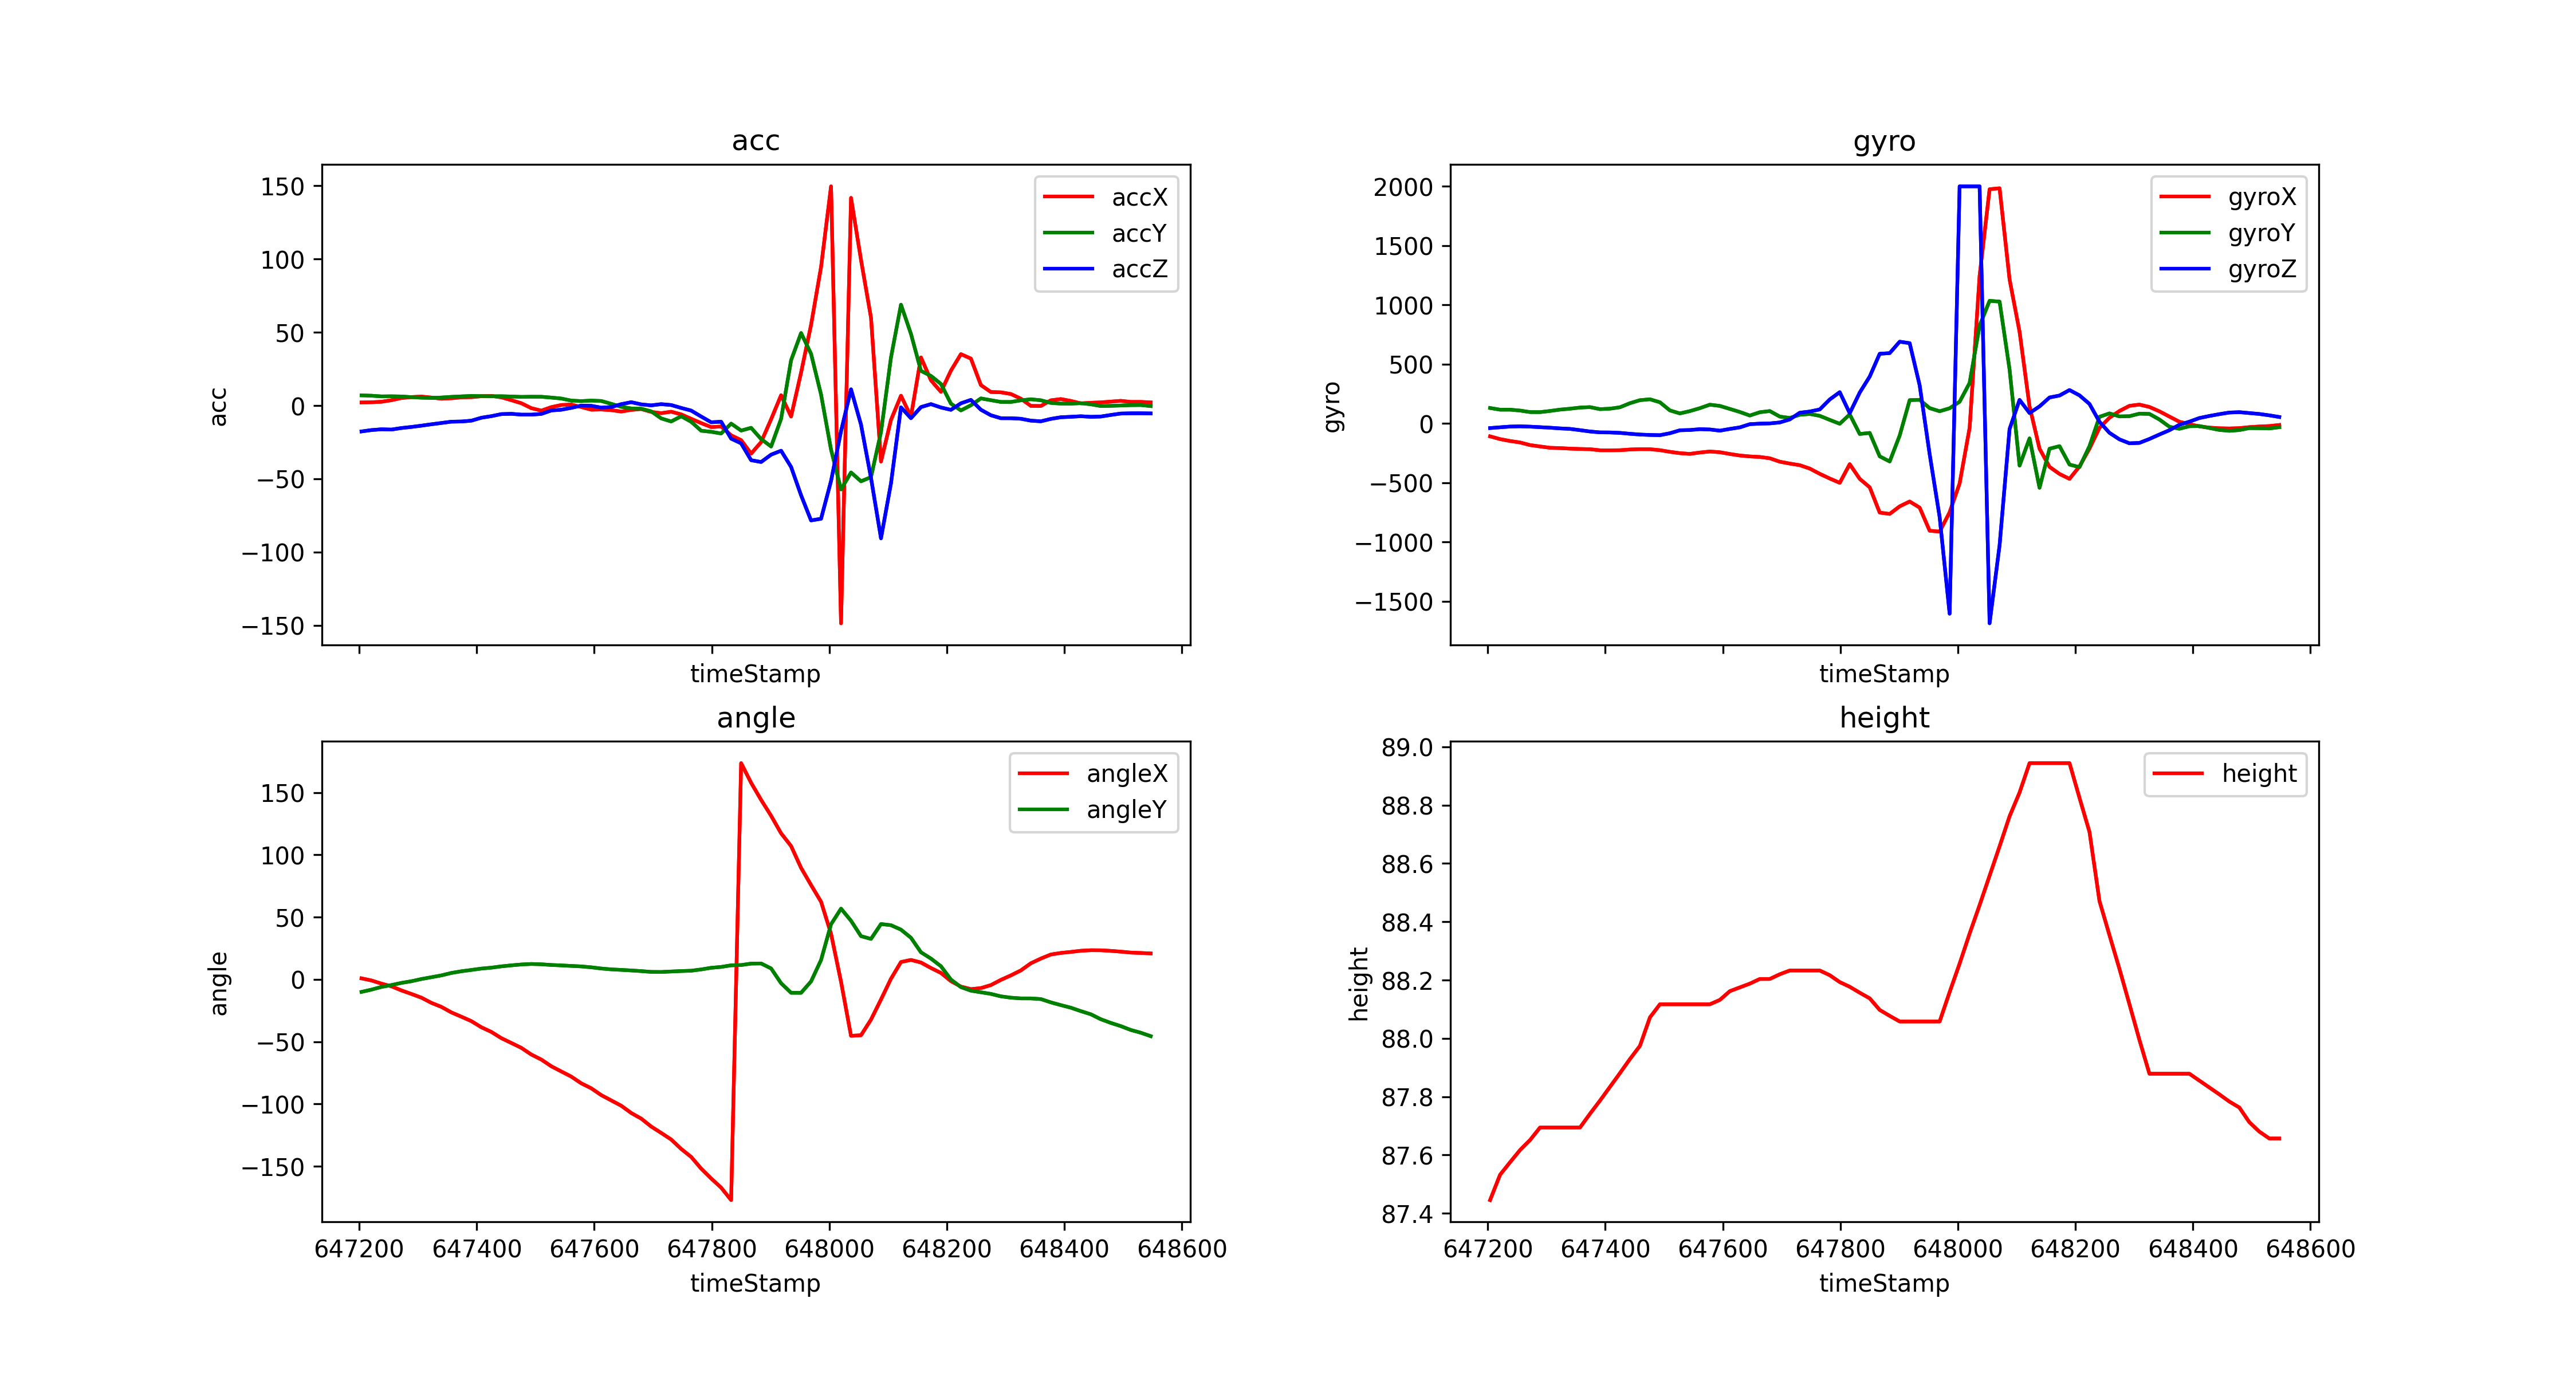 acc
150
100
50
0
−50
−100
−150
acc
timeStamp
accX
accY
accZ
gyro
2000
1500
1000
500
0
−500
−1000
−1500
gyro
timeStamp
gyroX
gyroY
gyroZ
angle
150
100
50
0
−50
−100
−150
angle
647200 647400 647600 647800 648000 648200 648400 648600
timeStamp
angleX
angleY
height
89.0
88.8
88.6
88.4
88.2
88.0
87.8
87.6
87.4
height
647200 647400 647600 647800 648000 648200 648400 648600
timeStamp
height